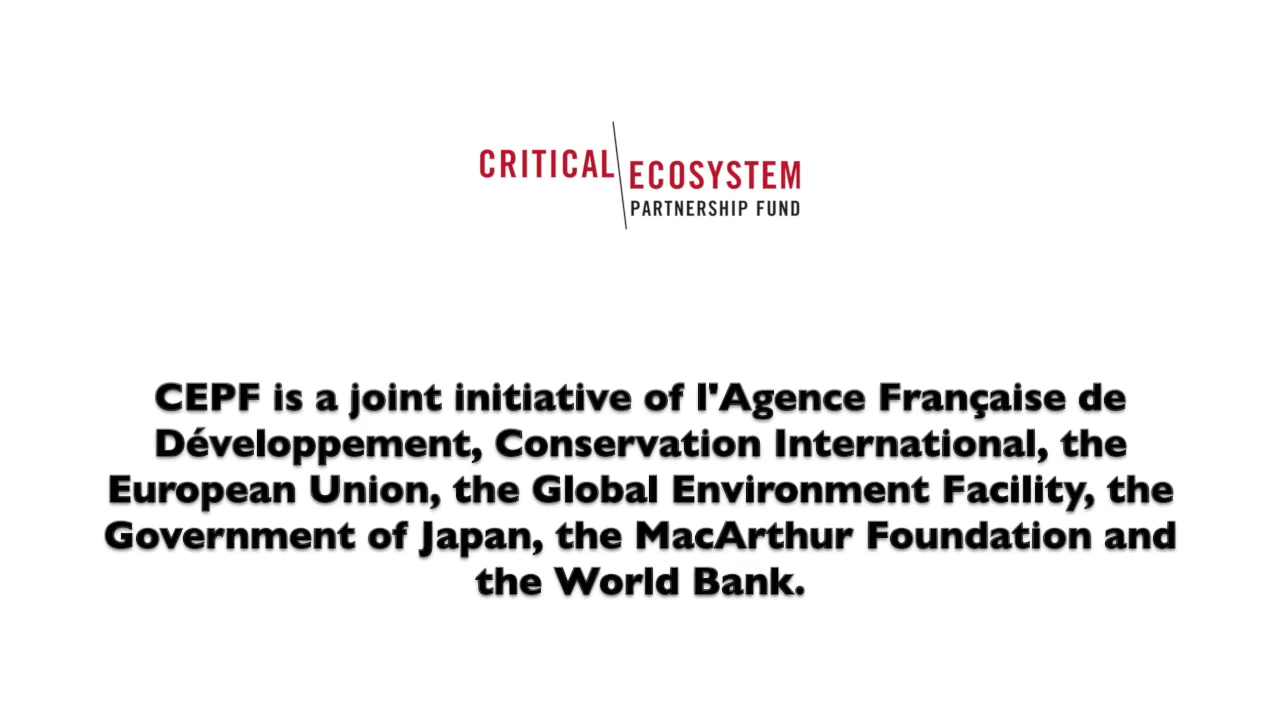 CRITICAL ECOSYSTEM
PARTNERSHIP FUND
CEPF is a joint initiative of l'Agence Française de
Développement, Conservation International, the
European Union, the Global Environment Facility, the
Government of Japan, the MacArthur Foundation and
the World Bank.